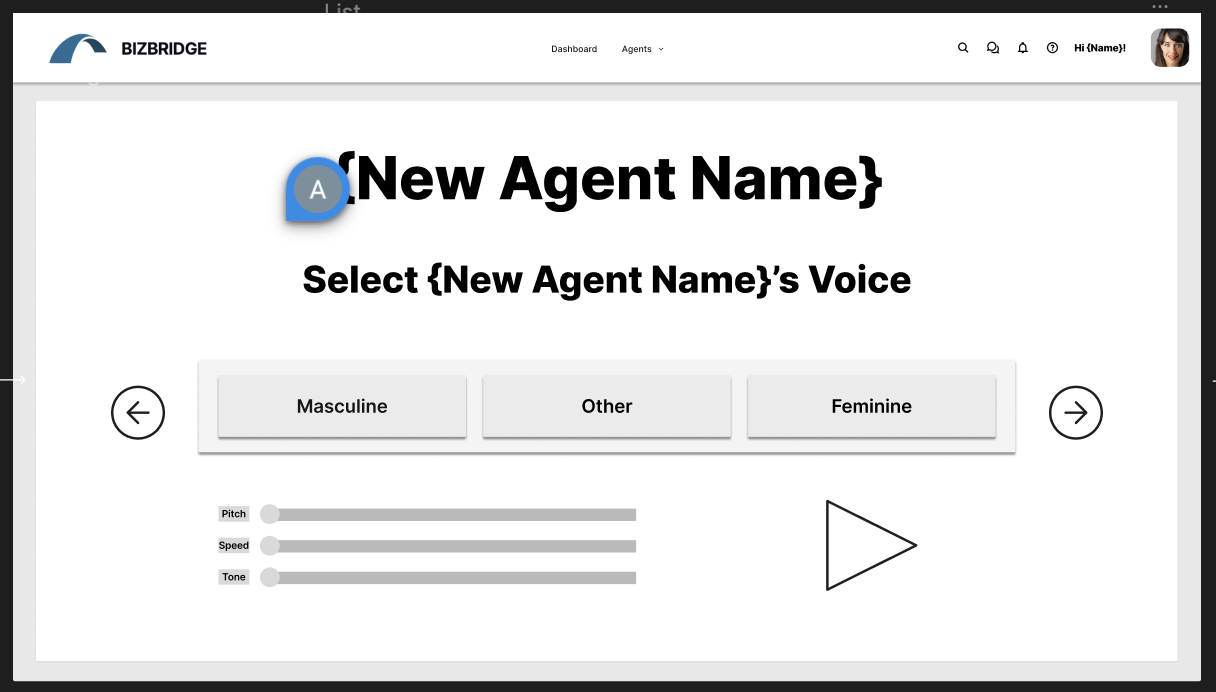 List
BIZBRIDGE
Dashboard
Agents
Hi {Name}!
A
{New Agent Name}
Select {New Agent Name}’s Voice
Masculine
Other
Feminine
Pitch
Speed
Tone